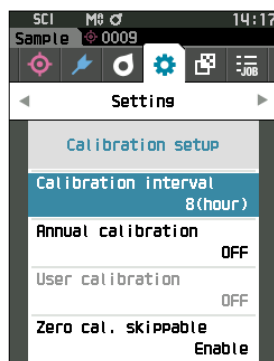 SCI M 14:17
Sample 0009
-JOB
Setting
Calibration setup
Calibration interval
8(hour)
Annual calibration
OFF
User calibration
OFF
Zero cal. skippable
Enable